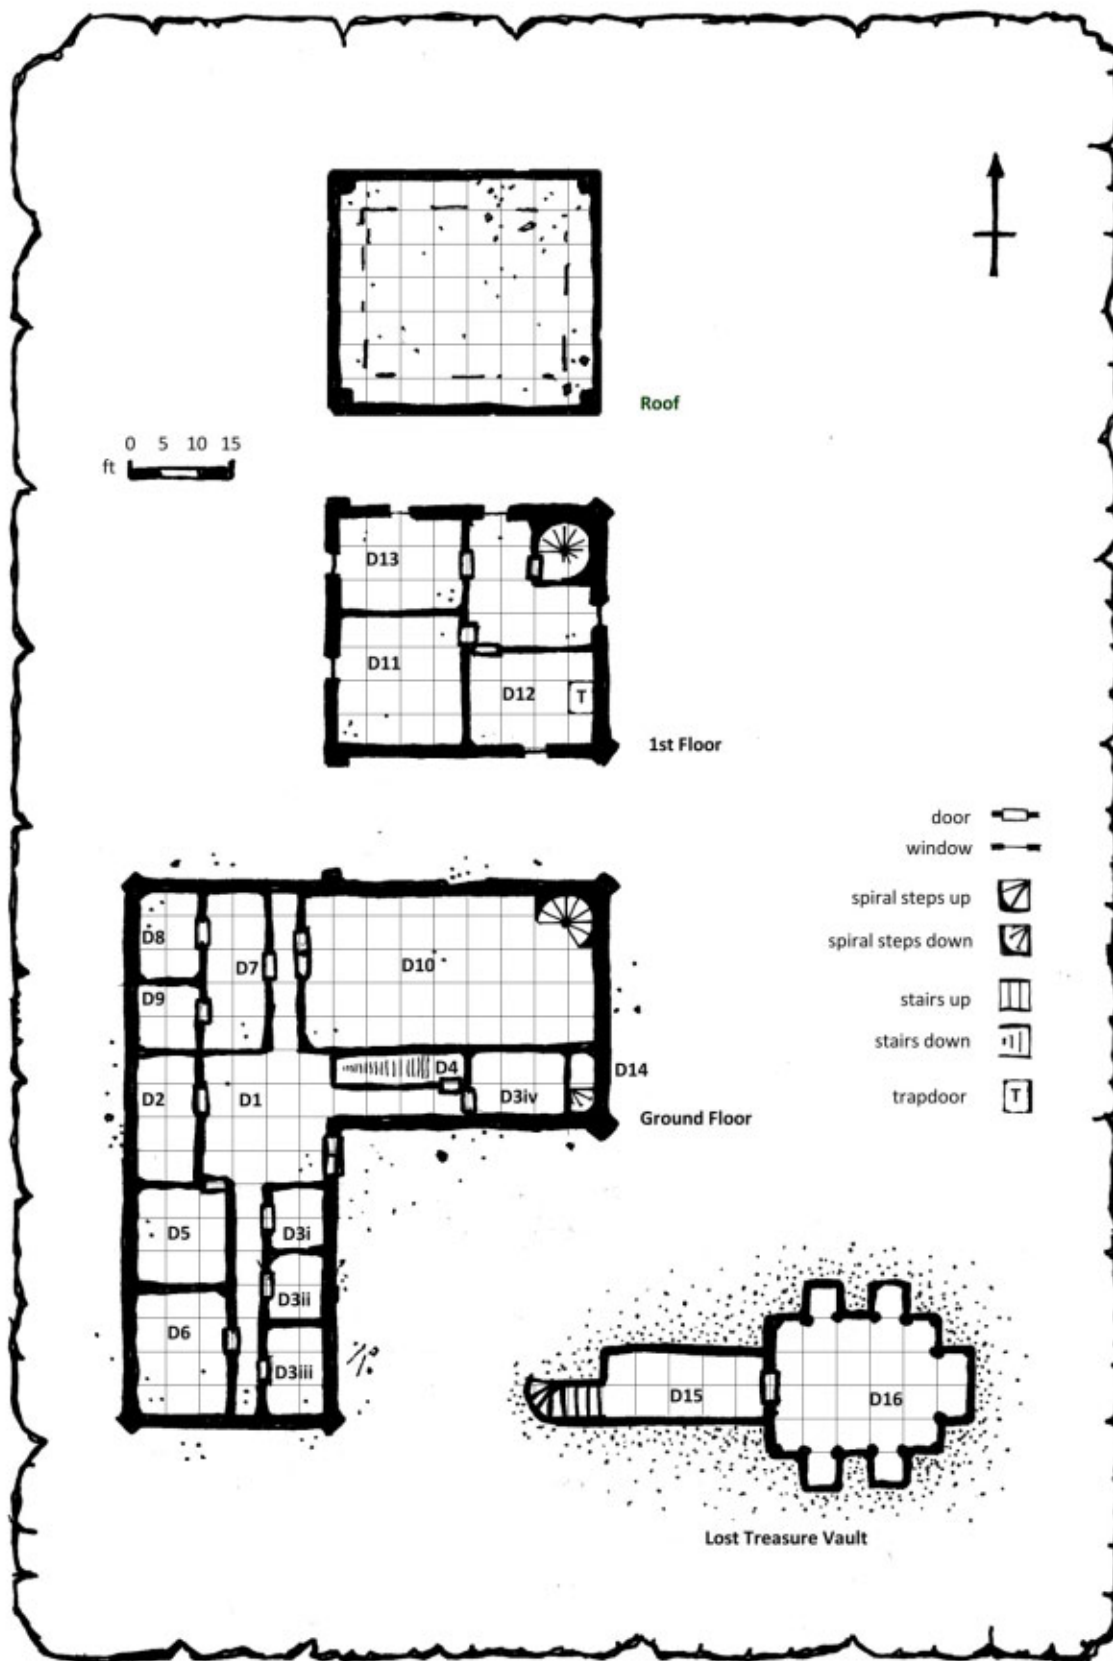 Roof
0 5 10 15
ft
D13
D11
D12
T
1st Floor
door
window
spiral steps up
spiral steps down
stairs up
stairs down
trapdoor
T
D8
D7
D10
D9
D4
D14
D2
D1
D3iv
Ground Floor
D5
D3i
D3ii
D6
D3iii
D15
D16
Lost Treasure Vault